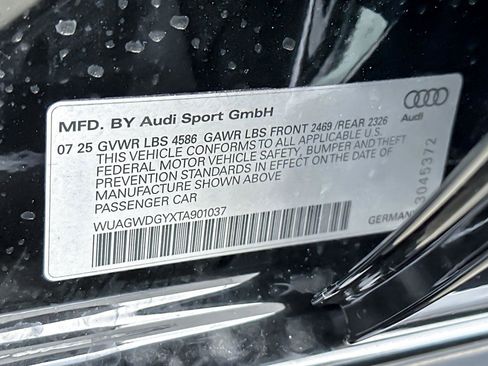 MFD. BY Audi Sport GmbH
Audi
07 25 GVWR LBS 4586 GAWR LBS FRONT 2469 /REAR 2326
THIS VEHICLE CONFORMS TO ALL APPLICABLE U.S.
FEDERAL MOTOR VEHICLE SAFETY, BUMPER AND THEFT
PREVENTION STANDARDS IN EFFECT ON THE DATE OF
MANUFACTURE SHOWN ABOVE
PASSENGER CAR
WUAGWDGYXTA901037
GERMANY
3045372